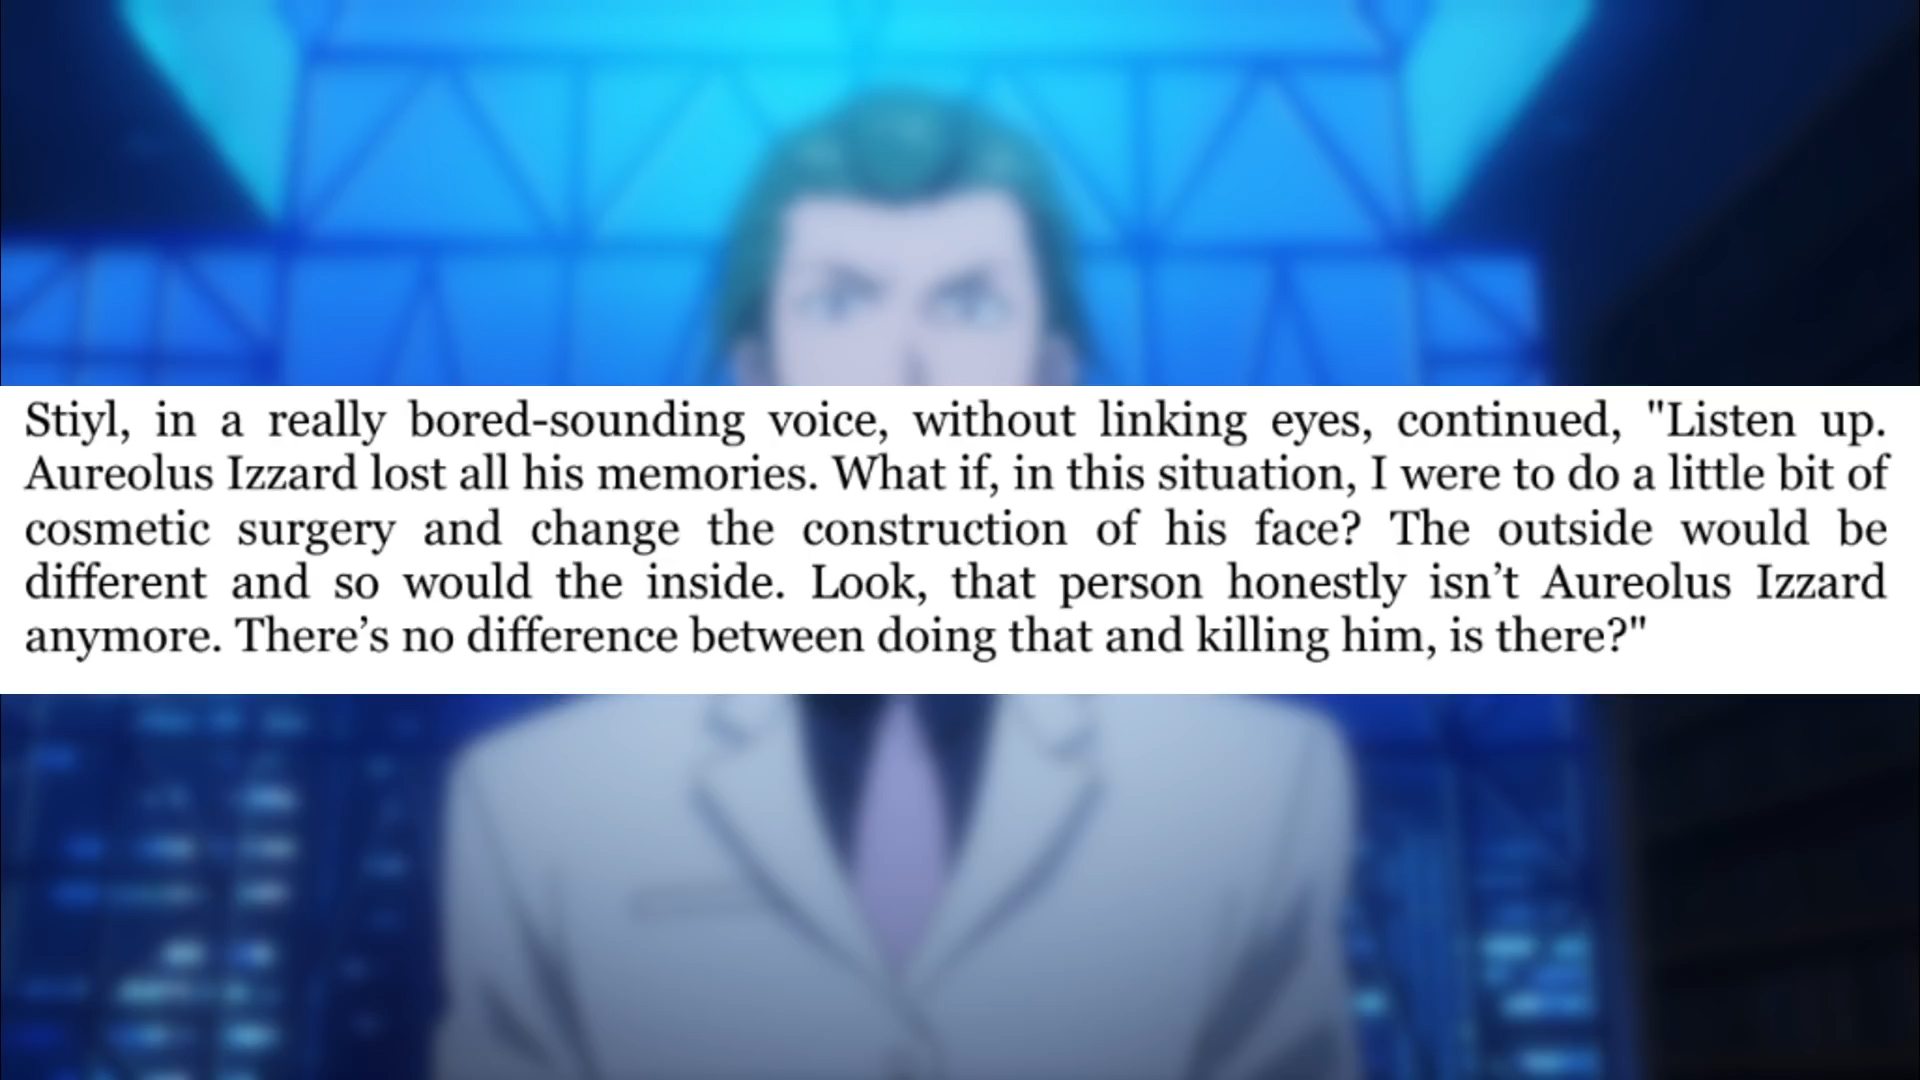 Stiyl, in a really bored-sounding voice, without linking eyes, continued, "Listen up.
Aureolus Izzard lost all his memories. What if, in this situation, I were to do a little bit of
cosmetic surgery and change the construction of his face? The outside would be
different and so would the inside. Look, that person honestly isn’t Aureolus Izzard
anymore. There’s no difference between doing that and killing him, is there?"